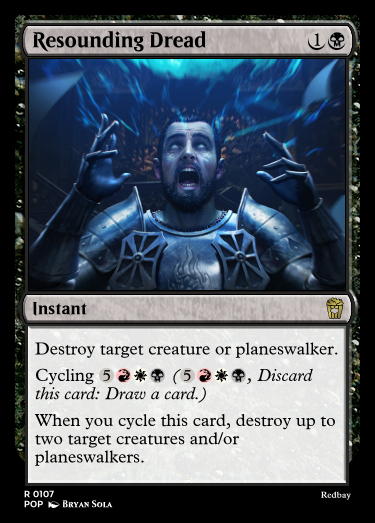 Resounding Dread 1
Instant
Destroy target creature or planeswalker.
Cycling 5 (5, Discard
this card: Draw a card.)
When you cycle this card, destroy up to
two target creatures and/or
planeswalkers.
R 0107
POP Bryan Sola
Redbay